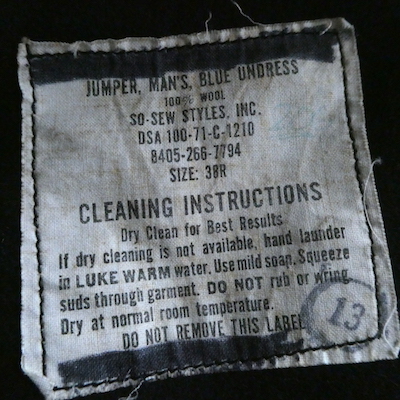 JUMPER, MAN'S, BLUE UNDRESS
100% WOOL
SO-SEW STYLES, INC.
DSA 100-71-C-1210
8405-266-7794
SIZE: 38R
CLEANING INSTRUCTIONS
Dry Clean for Best Results
If dry cleaning is not available, hand launder
in LUKE WARM water. Use mild soap. Squeeze
suds through garment. DO NOT rub or wring.
Dry at normal room temperature.
DO NOT REMOVE THIS LABEL
13